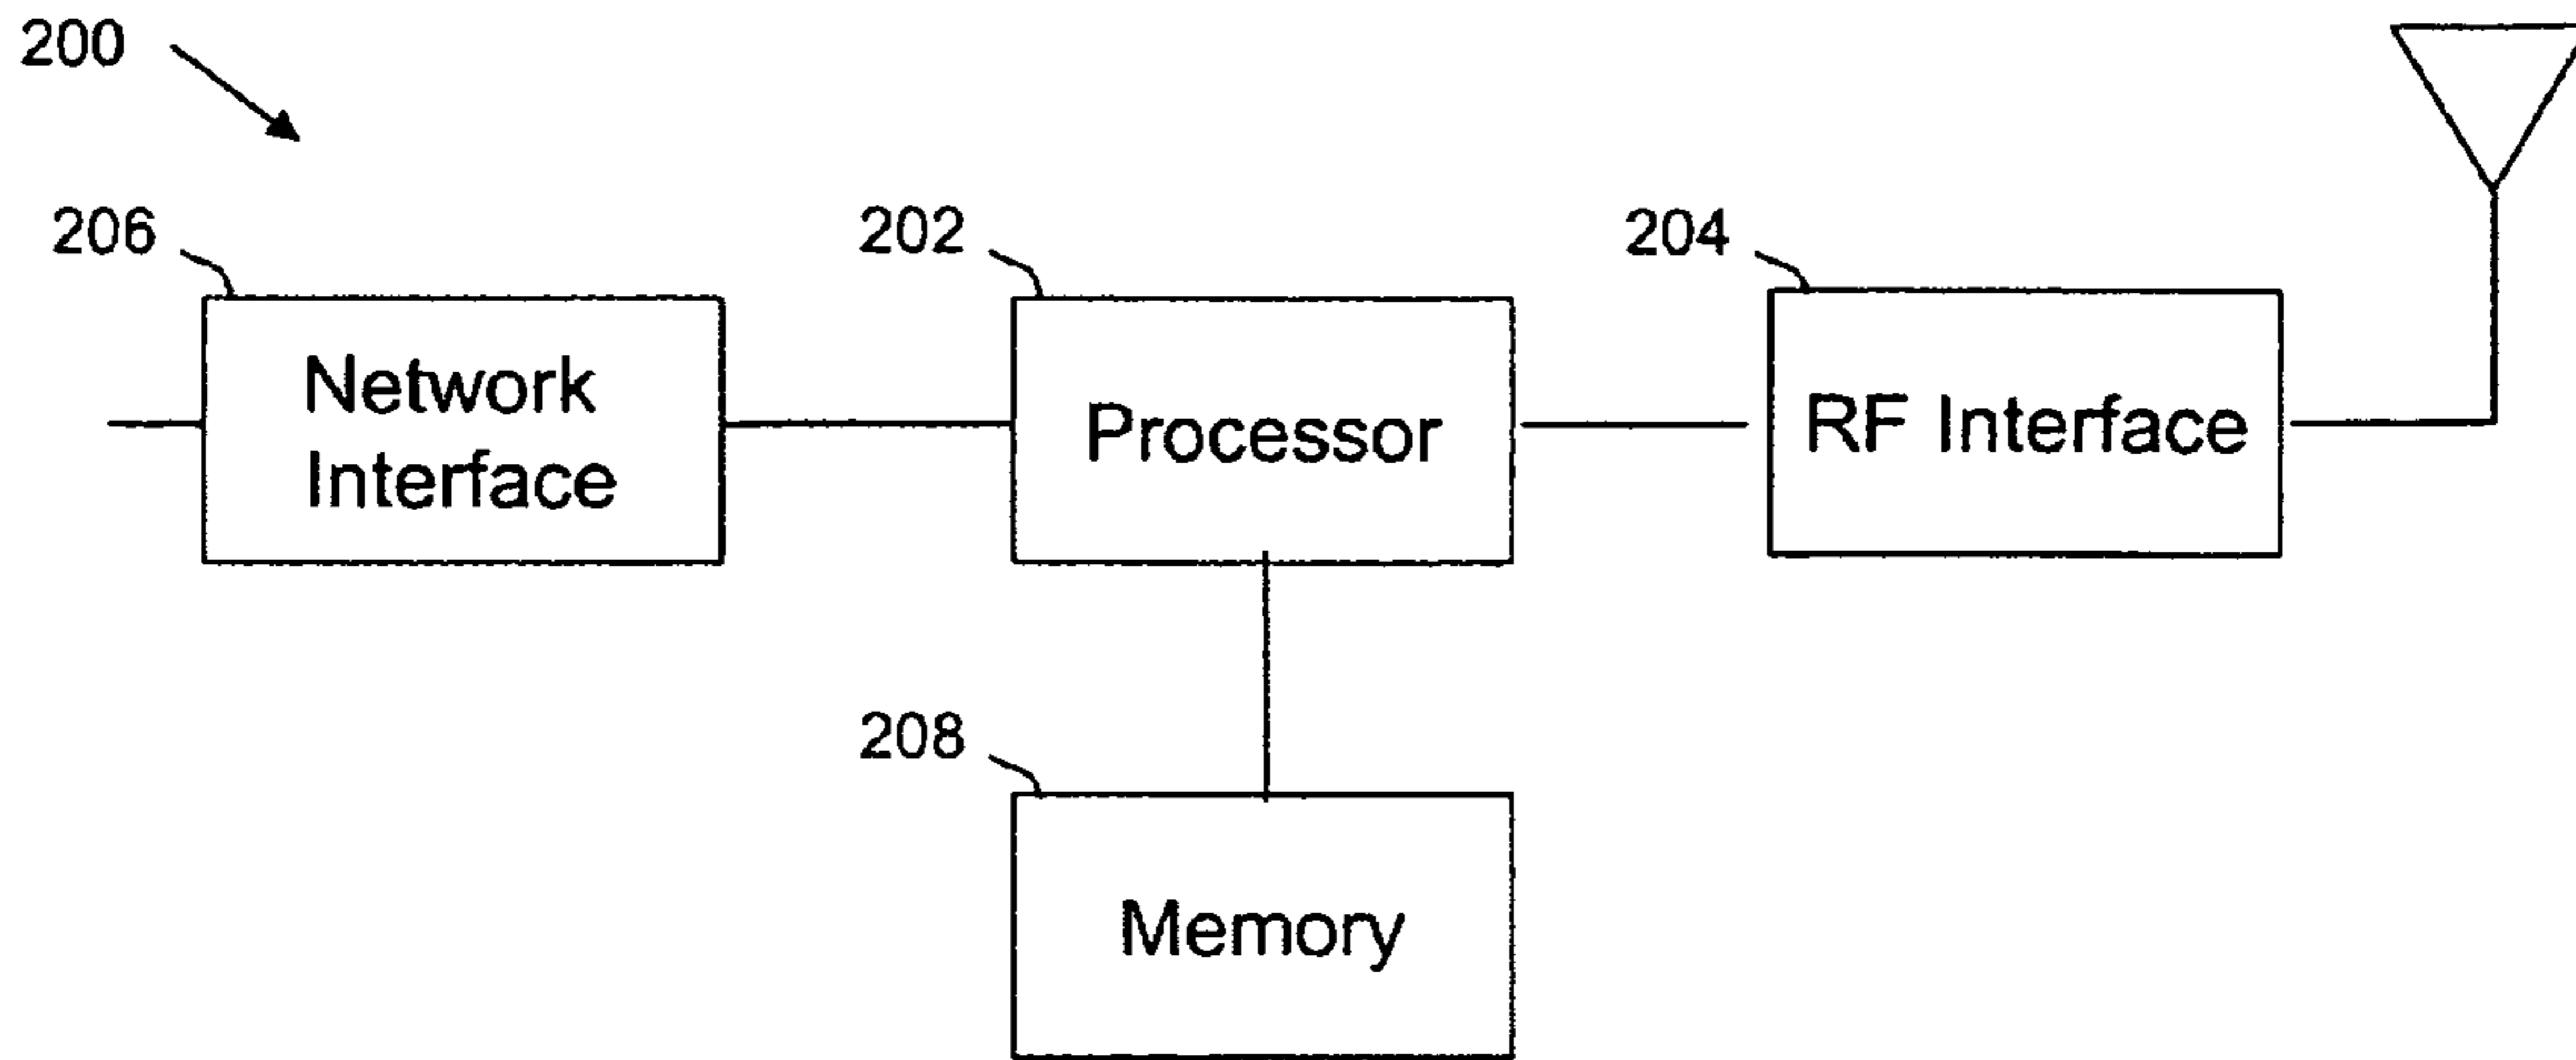 200
206
202
204
Network
Interface
Processor
RF Interface
208
Memory